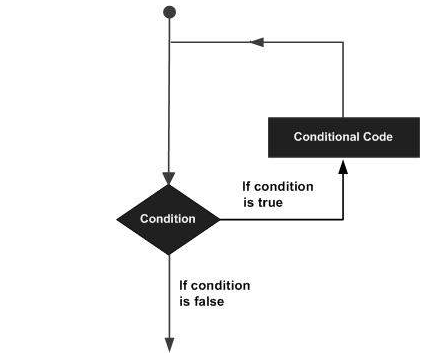 Conditional Code
If condition
is true
Condition
If condition
is false